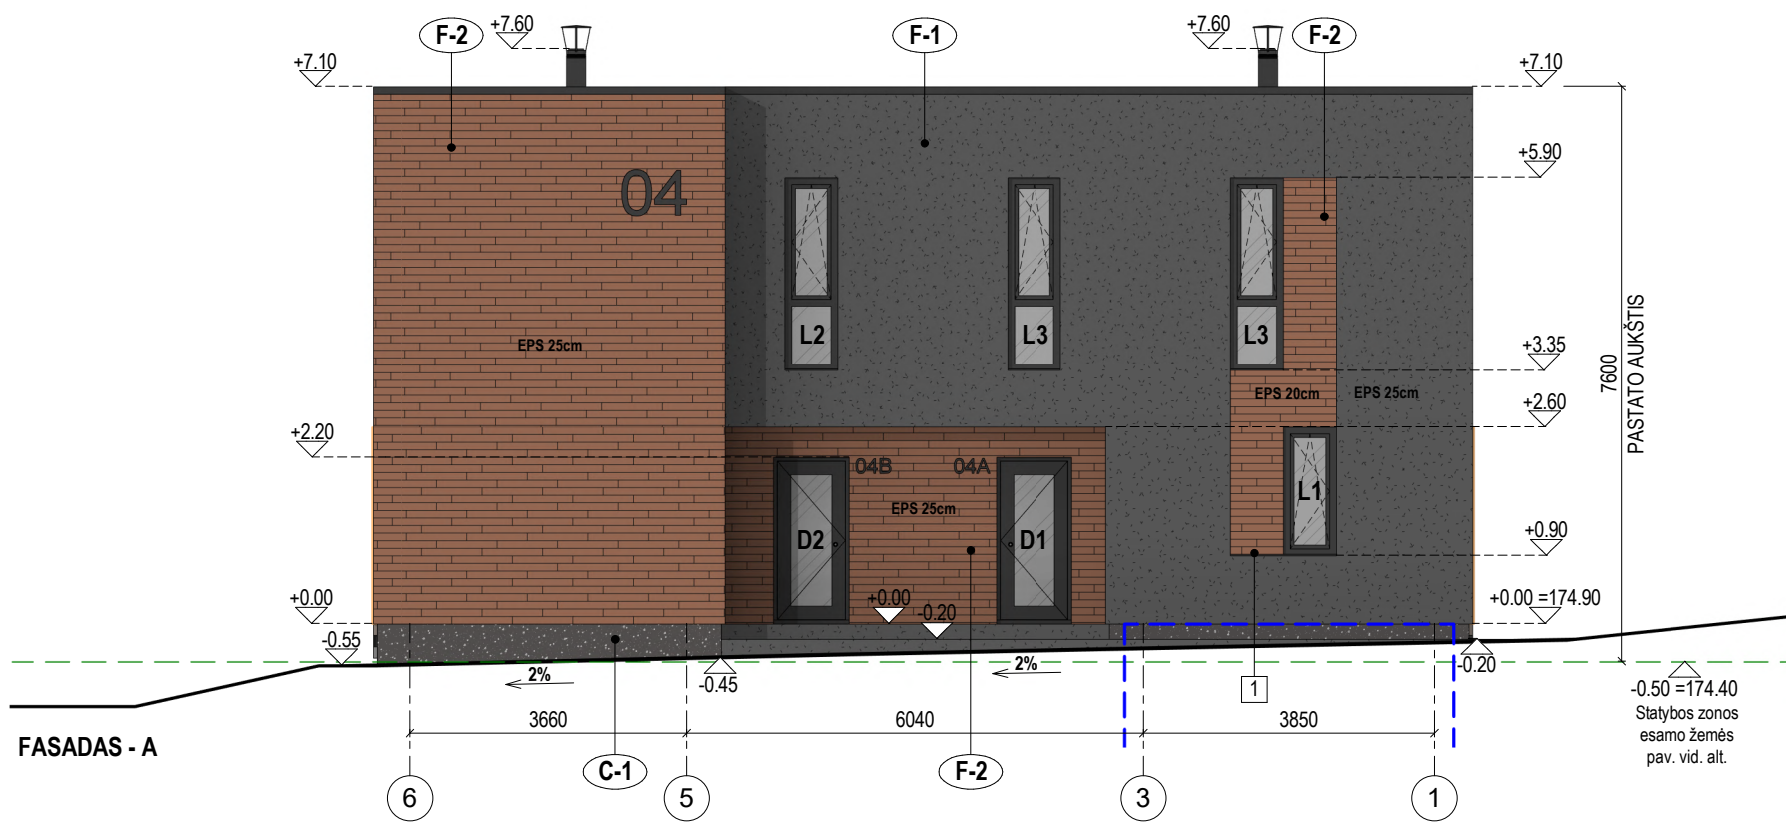 +7.60
F-2
F-1
+7.60
F-2
+7.10
+7.10
+5.90
04
L2
L3
L3
EPS 25cm
+3.35
EPS 20cm
EPS 25cm
+2.60
7600
PASTATO AUKŠTIS
+2.20
04B
04A
EPS 25cm
L1
D2
D1
+0.90
+0.00
+0.00
-0.20
+0.00 =174.90
-0.55
-0.45
2%
2%
-0.20
1
-0.50 =174.40
Statybos zonos
esamo žemės
pav. vid. alt.
3660
6040
3850
FASADAS - A
C-1
F-2
6
5
3
1